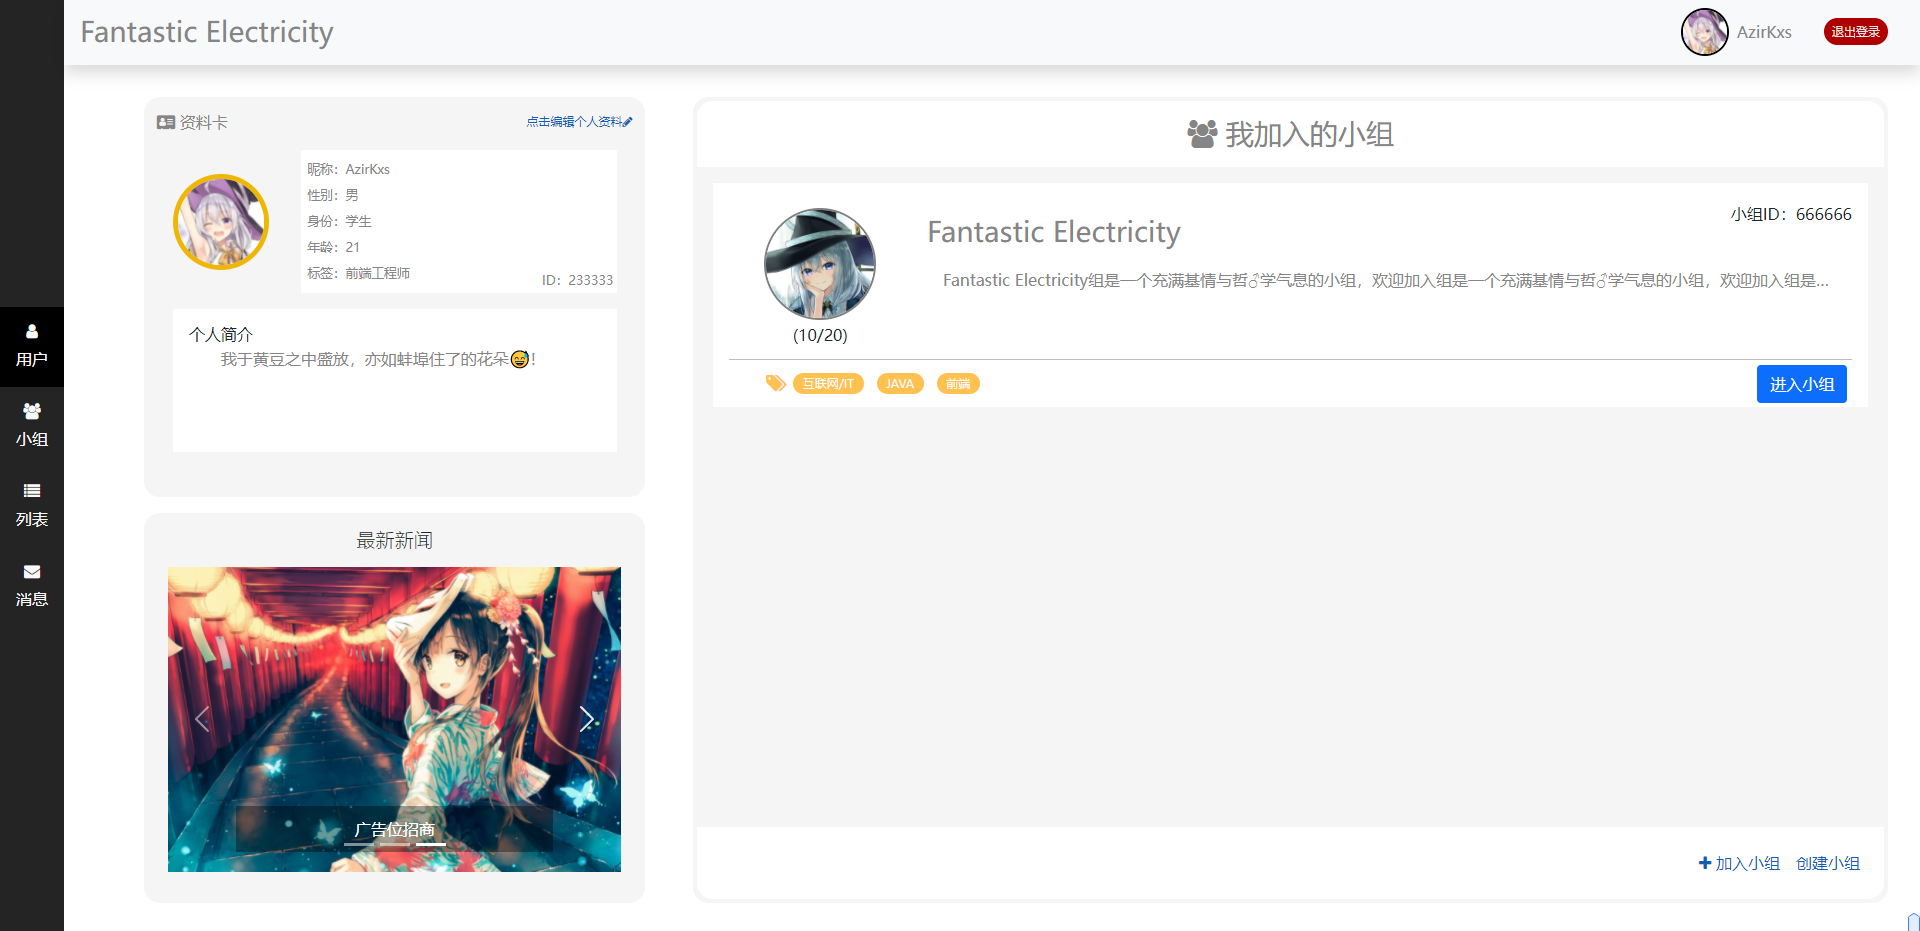 Fantastic Electricity
AzirKxs
退出登录
用户
小组
列表
消息
资料卡
点击编辑个人资料
昵称：AzirKxs
性别：男
身份：学生
年龄：21
标签：前端工程师
ID：233333
个人简介
我于黄豆之中盛放，亦如蚌埠住了的花朵😅！
最新新闻
广告位招商
我加入的小组
Fantastic Electricity
小组ID：666666
Fantastic Electricity组是一个充满基情与哲♂学气息的小组，欢迎加入组是一个充满基情与哲♂学气息的小组，欢迎加入组是...
(10/20)
互联网/IT
JAVA
前端
进入小组
加入小组
创建小组